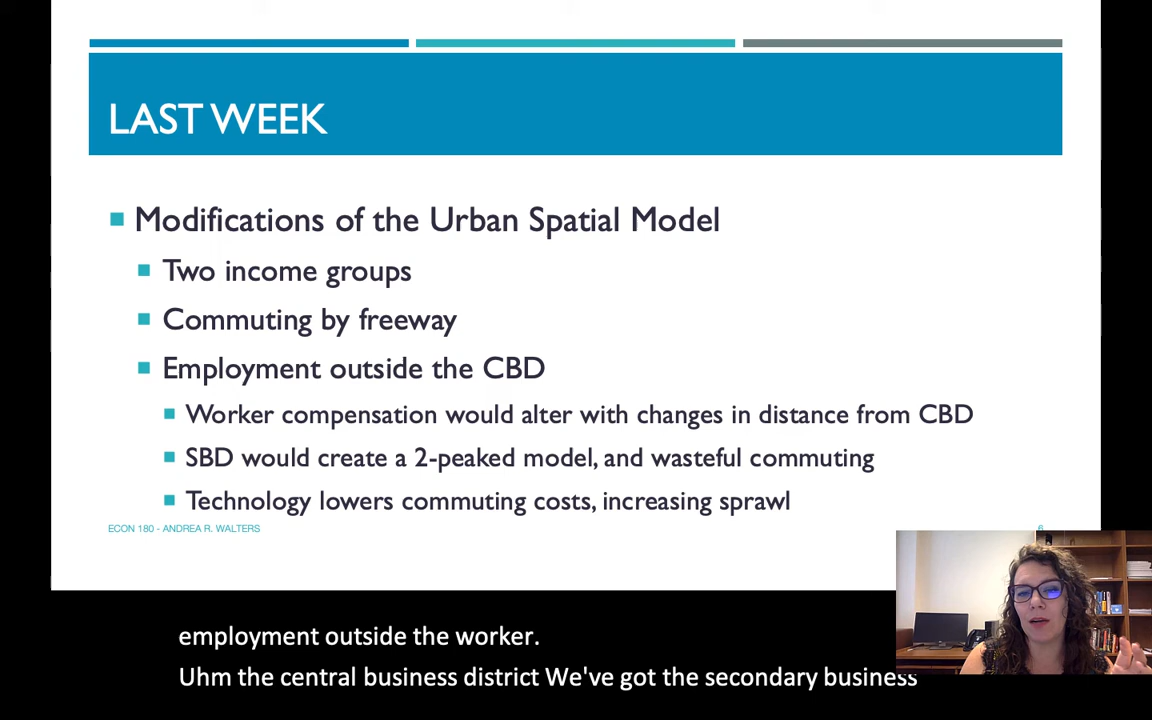 LAST WEEK
Modifications of the Urban Spatial Model
Two income groups
Commuting by freeway
Employment outside the CBD
Worker compensation would alter with changes in distance from CBD
SBD would create a 2-peaked model, and wasteful commuting
Technology lowers commuting costs, increasing sprawl
ECON 180 - ANDREA R. WALTERS
6
employment outside the worker.
Uhm the central business district We've got the secondary business